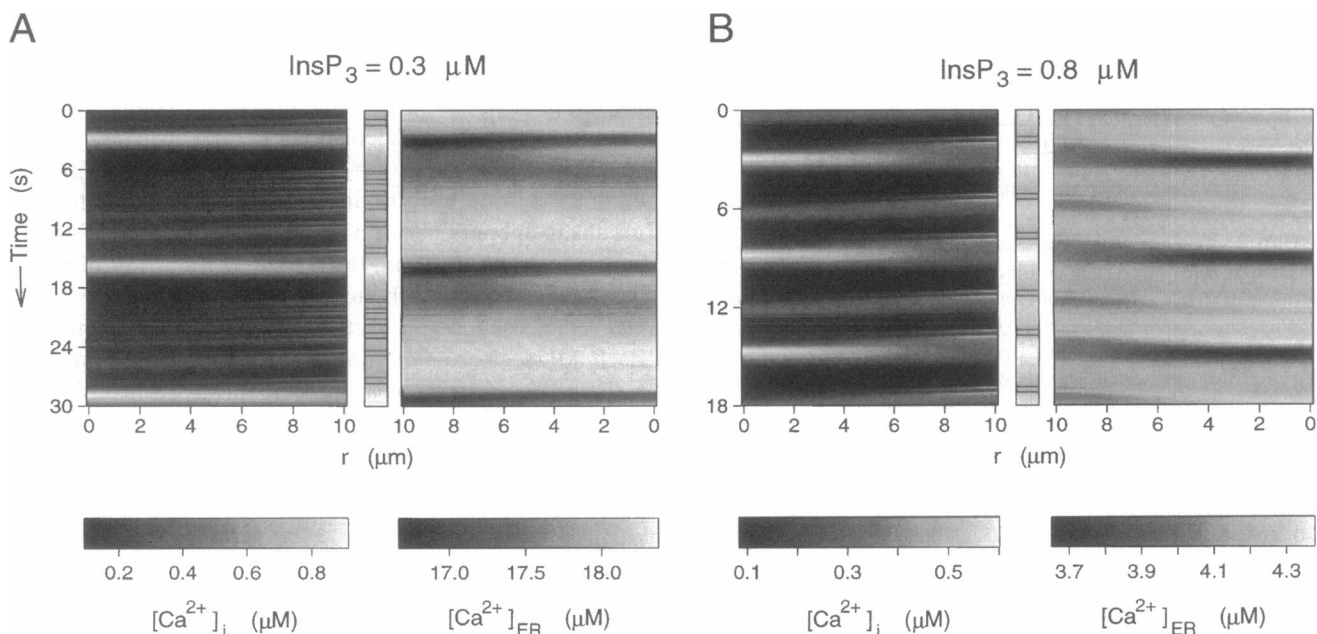 A
InsP3 = 0.3 μM
0
6
12
18
24
30
← Time (s)
0 2 4 6 8 10
10 8 6 4 2 0
r (μm)
0.2 0.4 0.6 0.8
[Ca2+]i (μM)
17.0 17.5 18.0
[Ca2+]ER (μM)
B
InsP3 = 0.8 μM
0
6
12
18
0 2 4 6 8 10
10 8 6 4 2 0
r (μm)
0.1 0.3 0.5
[Ca2+]i (μM)
3.7 3.9 4.1 4.3
[Ca2+]ER (μM)